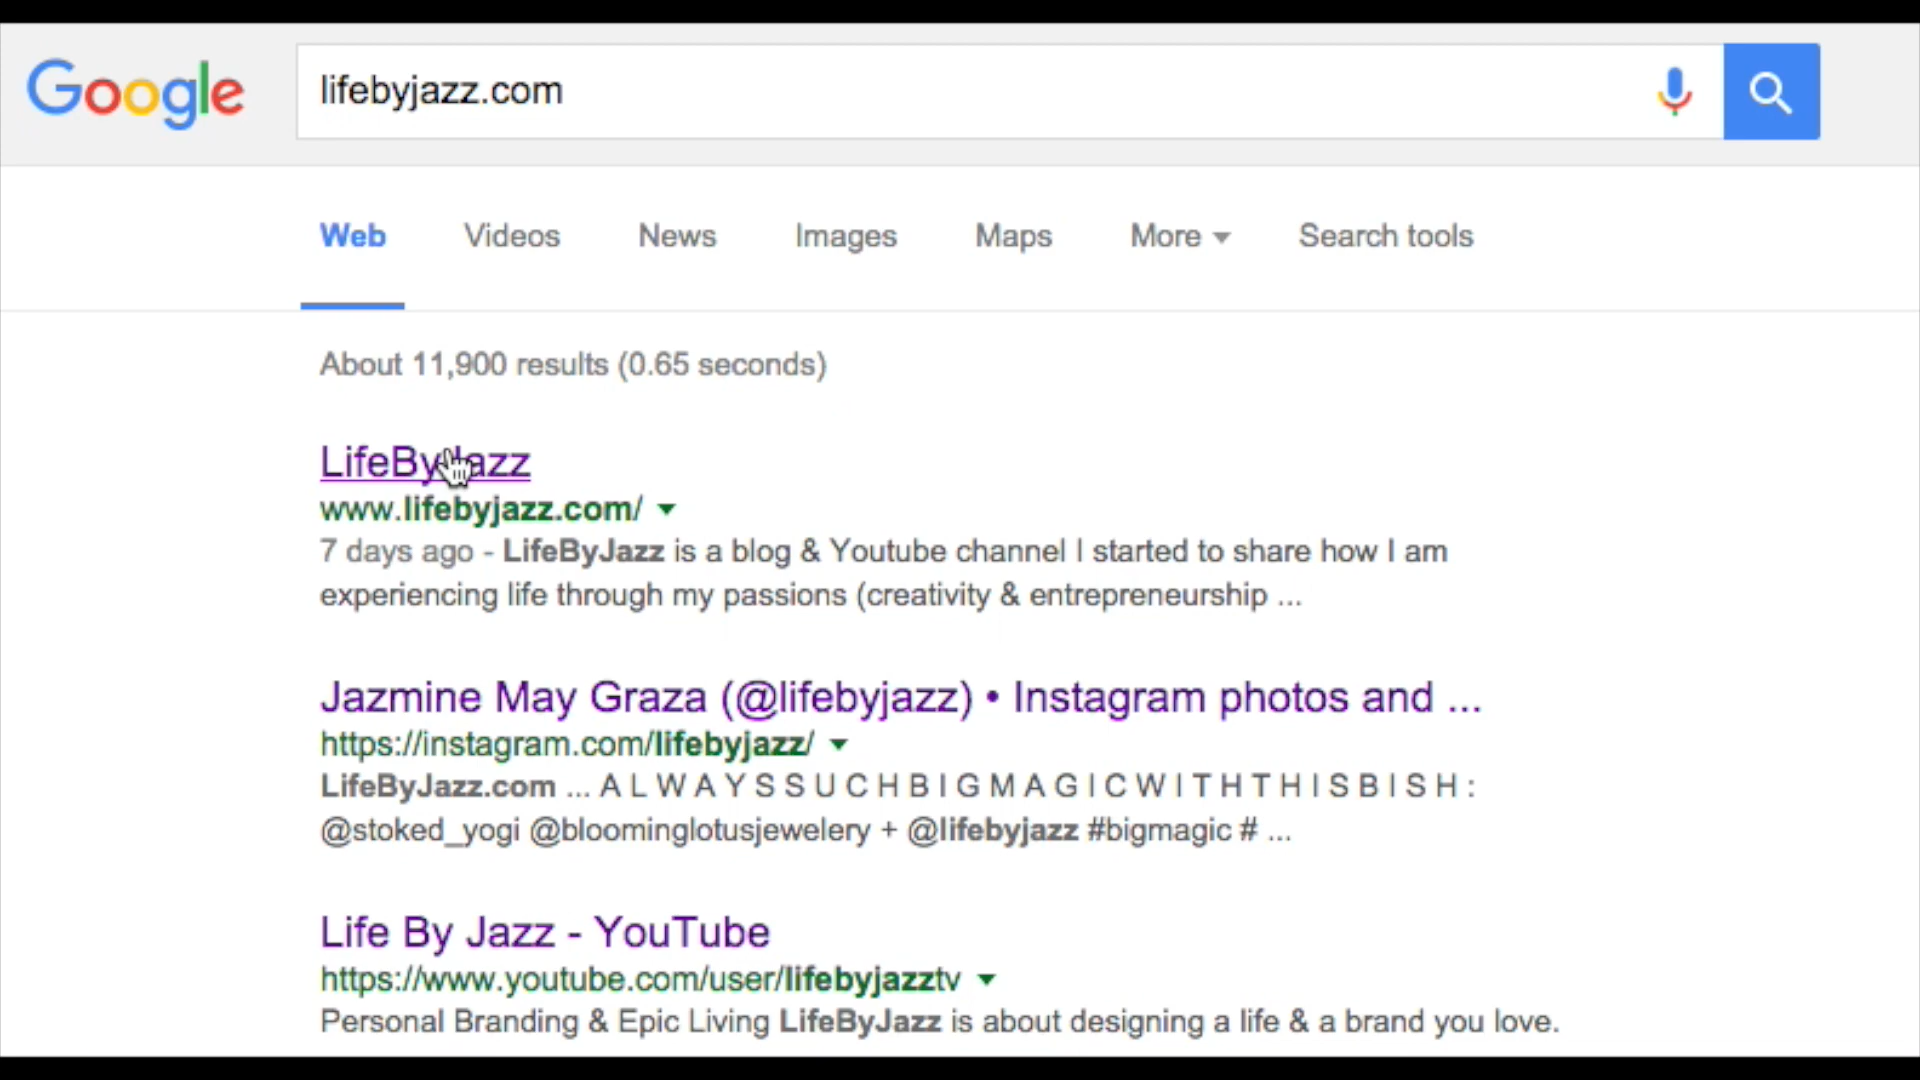 Google
lifebyjazz.com
Web Videos News Images Maps More Search tools
About 11,900 results (0.65 seconds)
LifeByJazz
www.lifebyjazz.com/
7 days ago - LifeByJazz is a blog & Youtube channel I started to share how I am
experiencing life through my passions (creativity & entrepreneurship ...
Jazmine May Graza (@lifebyjazz) • Instagram photos and ...
https://instagram.com/lifebyjazz/
LifeByJazz.com ... A L W A Y S S U C H B I G M A G I C W I T H T H I S B I S H :
@stoked_yogi @bloominglotusjewelery + @lifebyjazz #bigmagic # ...
Life By Jazz - YouTube
https://www.youtube.com/user/lifebyjazztv
Personal Branding & Epic Living LifeByJazz is about designing a life & a brand you love.